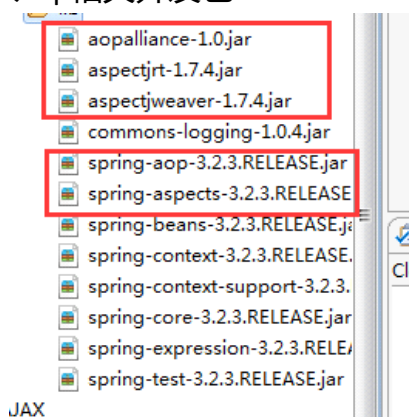 aopalliance-1.0.jar
aspectjrt-1.7.4.jar
aspectjweaver-1.7.4.jar
commons-logging-1.0.4.jar
spring-aop-3.2.3.RELEASE.jar
spring-aspects-3.2.3.RELEASE
spring-beans-3.2.3.RELEASE.ja
spring-context-3.2.3.RELEASE.
spring-context-support-3.2.3.
spring-core-3.2.3.RELEASE.jar
spring-expression-3.2.3.RELEA
spring-test-3.2.3.RELEASE.jar
Cl
JAX